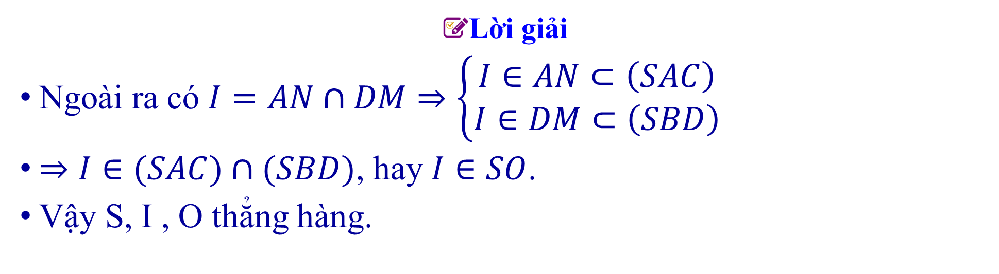 Lời giải
• Ngoài ra có 𝐼 = 𝐴𝑁 ∩ 𝐷𝑀 ⇒ { 𝐼 ∈ 𝐴𝑁 ⊂ (𝑆𝐴𝐶)
𝐼 ∈ 𝐷𝑀 ⊂ (𝑆𝐵𝐷)
• ⇒ 𝐼 ∈ (𝑆𝐴𝐶) ∩ (𝑆𝐵𝐷), hay 𝐼 ∈ 𝑆𝑂.
• Vậy S, I , O thẳng hàng.